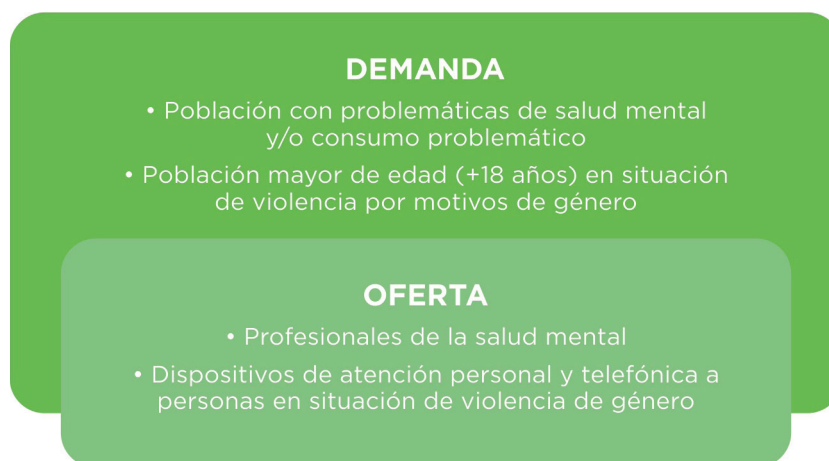 DEMANDA
• Población con problemáticas de salud mental
y/o consumo problemático
• Población mayor de edad (+18 años) en situación
de violencia por motivos de género
OFERTA
• Profesionales de la salud mental
• Dispositivos de atención personal y telefónica a
personas en situación de violencia de género